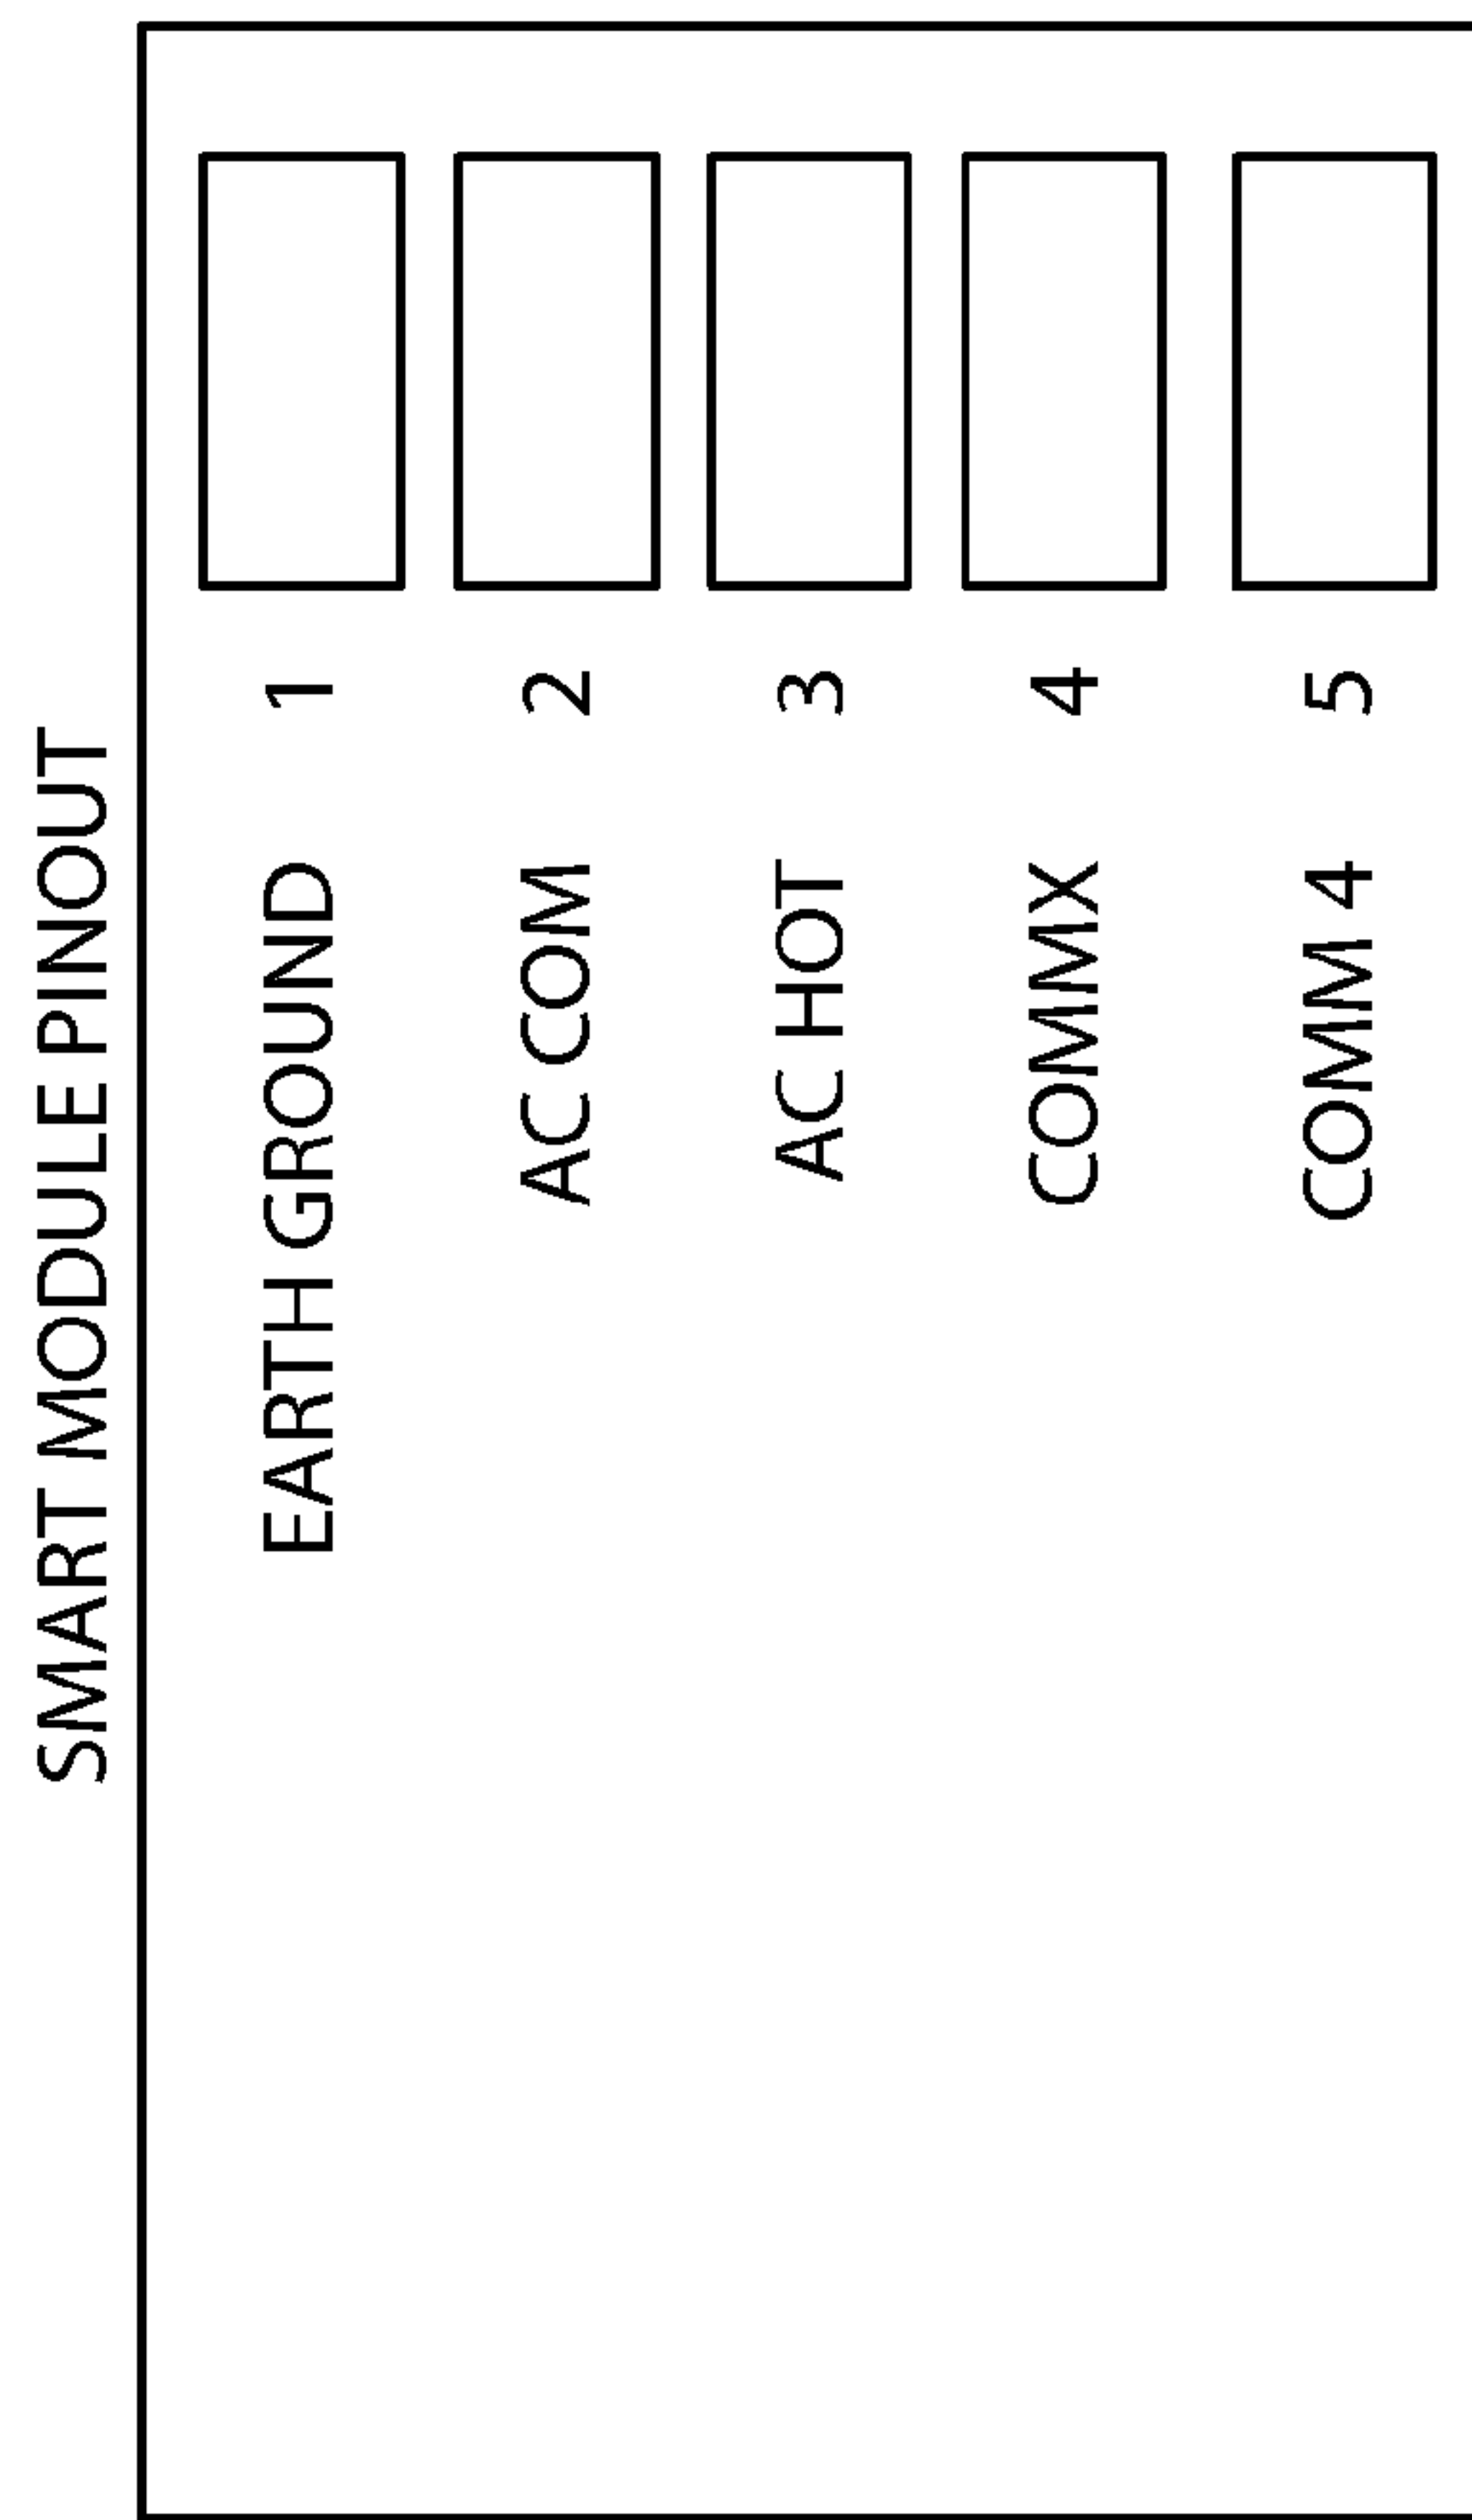 SMART MODULE PINOUT
EARTH GROUND 1
AC COM 2
AC HOT 3
COMMX 4
COMM 4 5